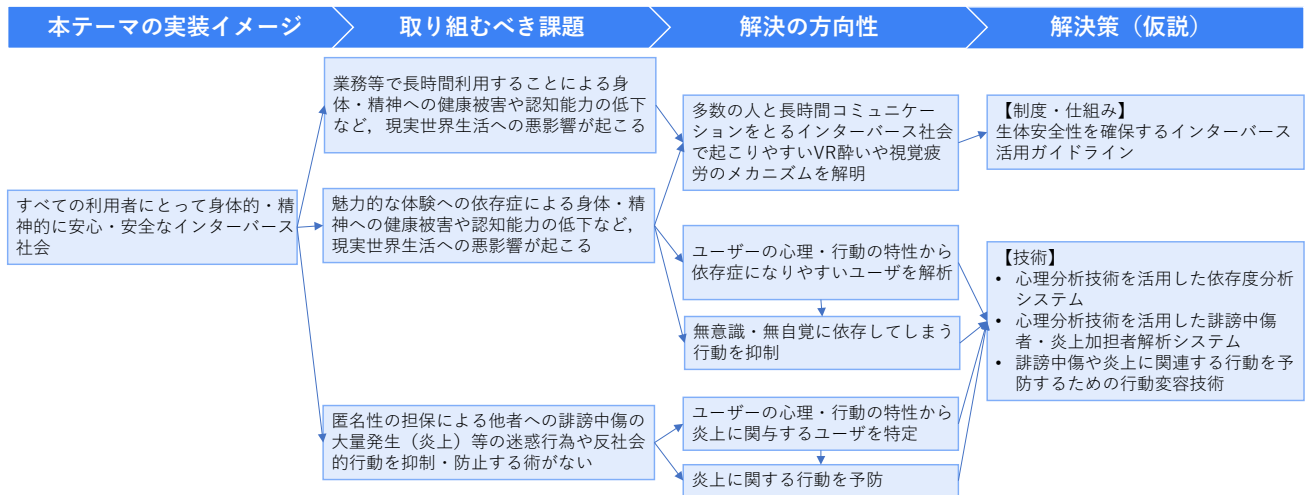 本テーマの実装イメージ
取り組むべき課題
解決の方向性
解決策（仮説）
すべての利用者にとって身体的・精
神的に安心・安全なインターバース
社会
業務等で長時間利用することによる身
体・精神への健康被害や認知能力の低下
など，現実世界生活への悪影響が起こる
魅力的な体験への依存症による身体・精
神への健康被害や認知能力の低下など，
現実世界生活への悪影響が起こる
匿名性の担保による他者への誹謗中傷の
大量発生（炎上）等の迷惑行為や反社会
的行動を抑制・防止する術がない
多数の人と長時間コミュニケー
ションをとるインターバース社会
で起こりやすいVR酔いや視覚疲
労のメカニズムを解明
ユーザーの心理・行動の特性から
依存症になりやすいユーザを解析
無意識・無自覚に依存してしまう
行動を抑制
ユーザーの心理・行動の特性から
炎上に関与するユーザを特定
炎上に関する行動を予防
【制度・仕組み】
生体安全性を確保するインターバース
活用ガイドライン
【技術】
• 心理分析技術を活用した依存度分析
システム
• 心理分析技術を活用した誹謗中傷
者・炎上加担者解析システム
• 誹謗中傷や炎上に関連する行動を予
防するための行動変容技術